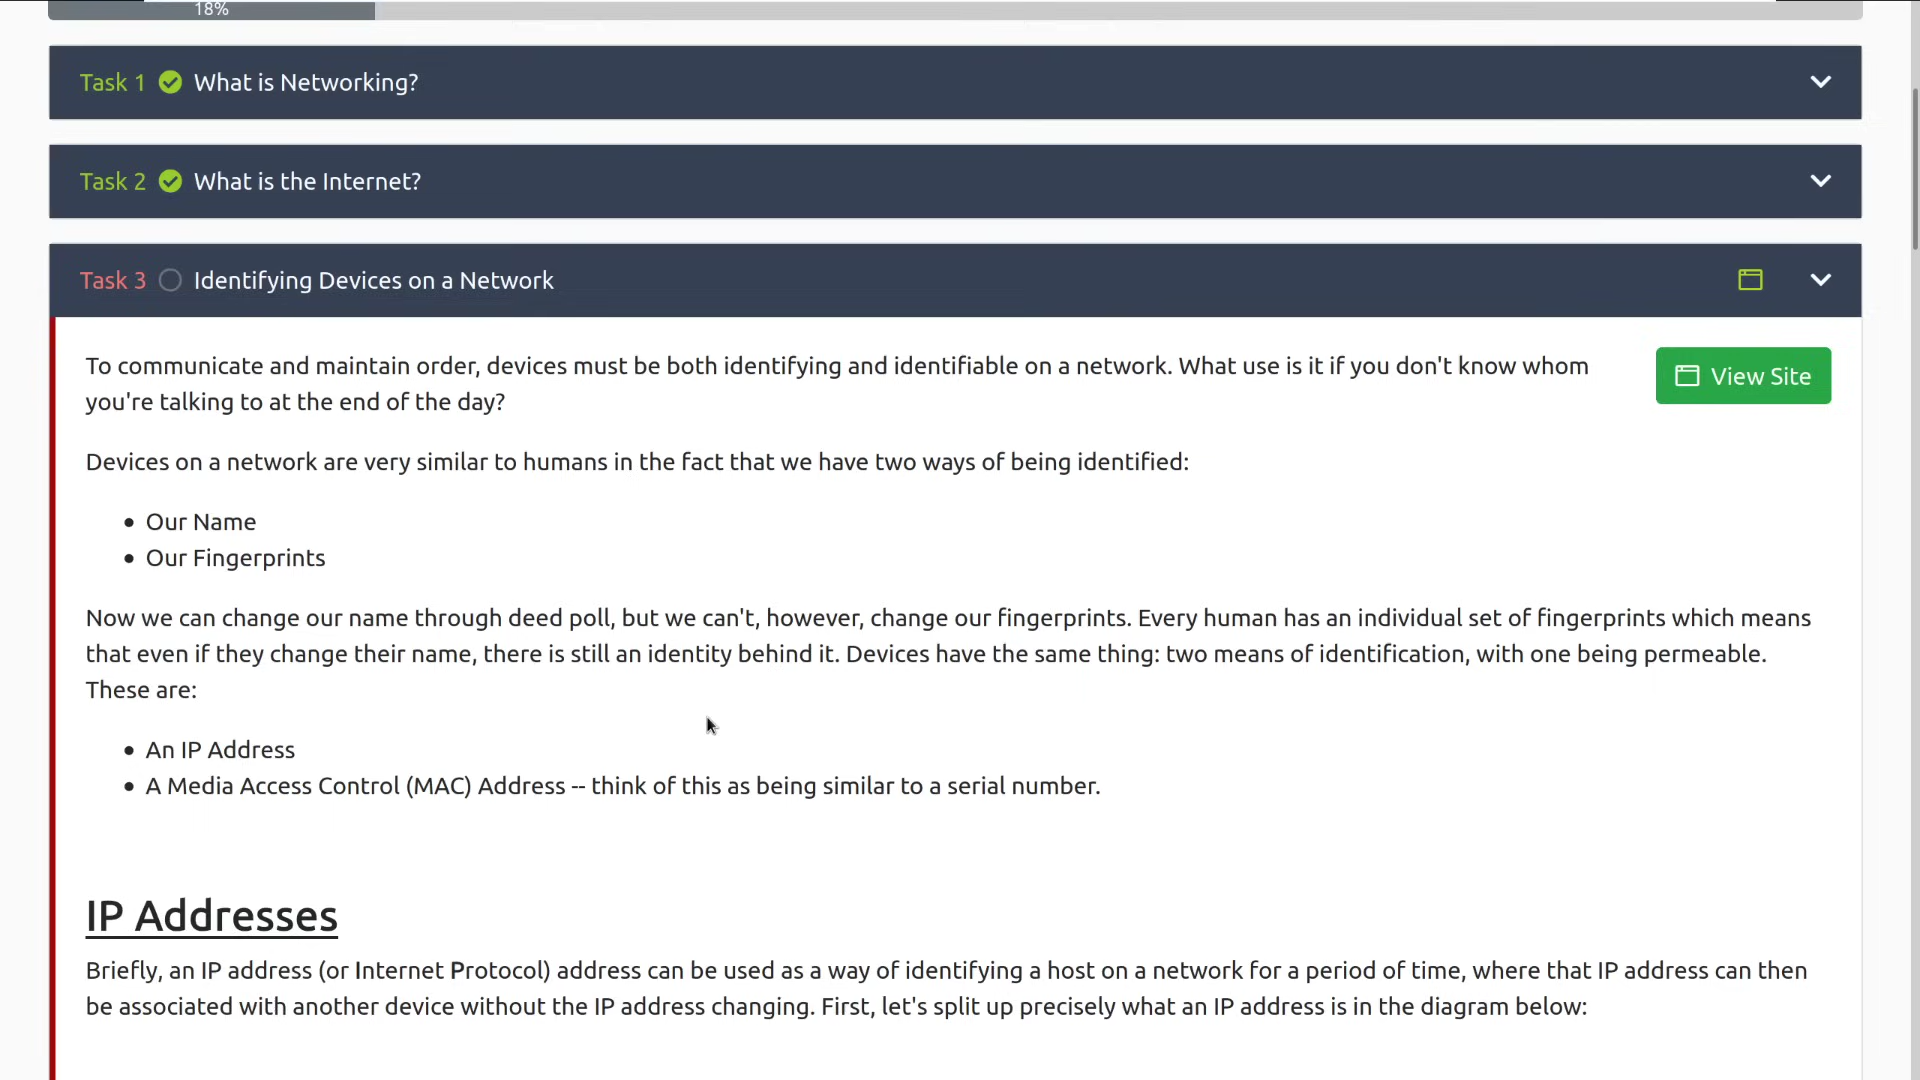 18%
Task 1 What is Networking?
Task 2 What is the Internet?
Task 3 Identifying Devices on a Network
To communicate and maintain order, devices must be both identifying and identifiable on a network. What use is it if you don't know whom
you're talking to at the end of the day?
View Site
Devices on a network are very similar to humans in the fact that we have two ways of being identified:
• Our Name
• Our Fingerprints
Now we can change our name through deed poll, but we can't, however, change our fingerprints. Every human has an individual set of fingerprints which means
that even if they change their name, there is still an identity behind it. Devices have the same thing: two means of identification, with one being permeable.
These are:
• An IP Address
• A Media Access Control (MAC) Address -- think of this as being similar to a serial number.
IP Addresses
Briefly, an IP address (or Internet Protocol) address can be used as a way of identifying a host on a network for a period of time, where that IP address can then
be associated with another device without the IP address changing. First, let's split up precisely what an IP address is in the diagram below: